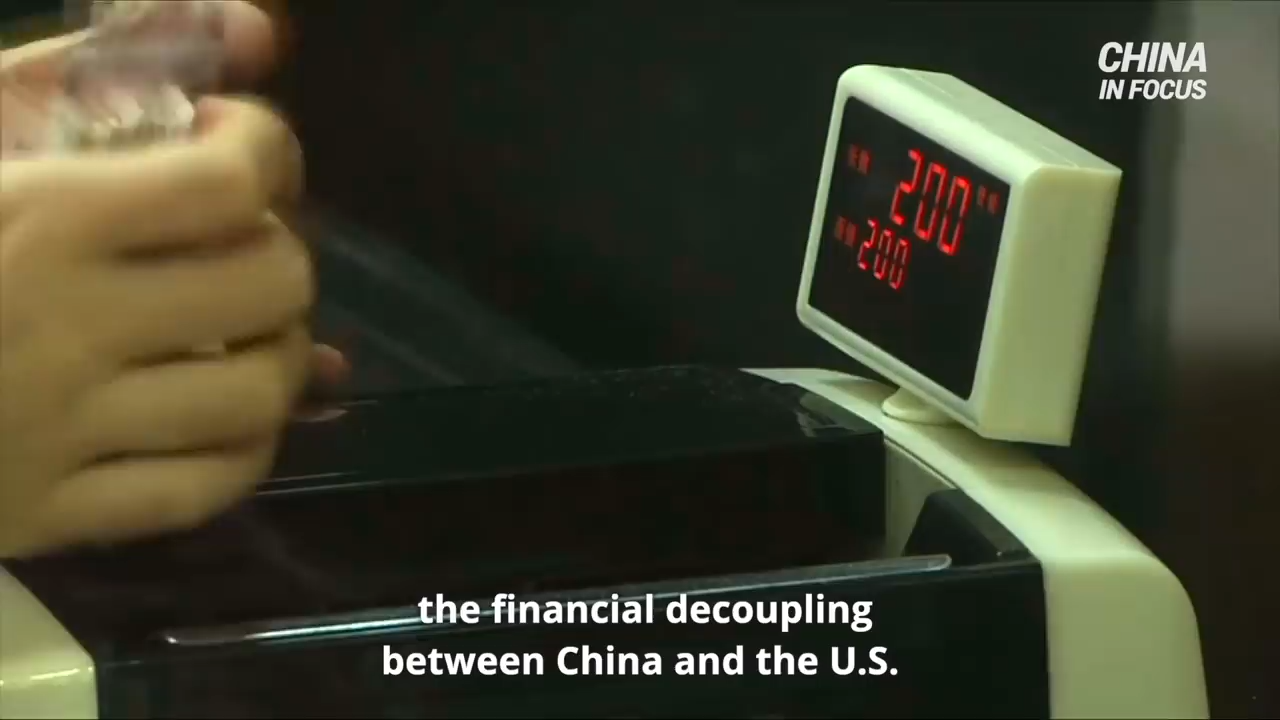 CHINA
IN FOCUS
200
200
the financial decoupling
between China and the U.S.